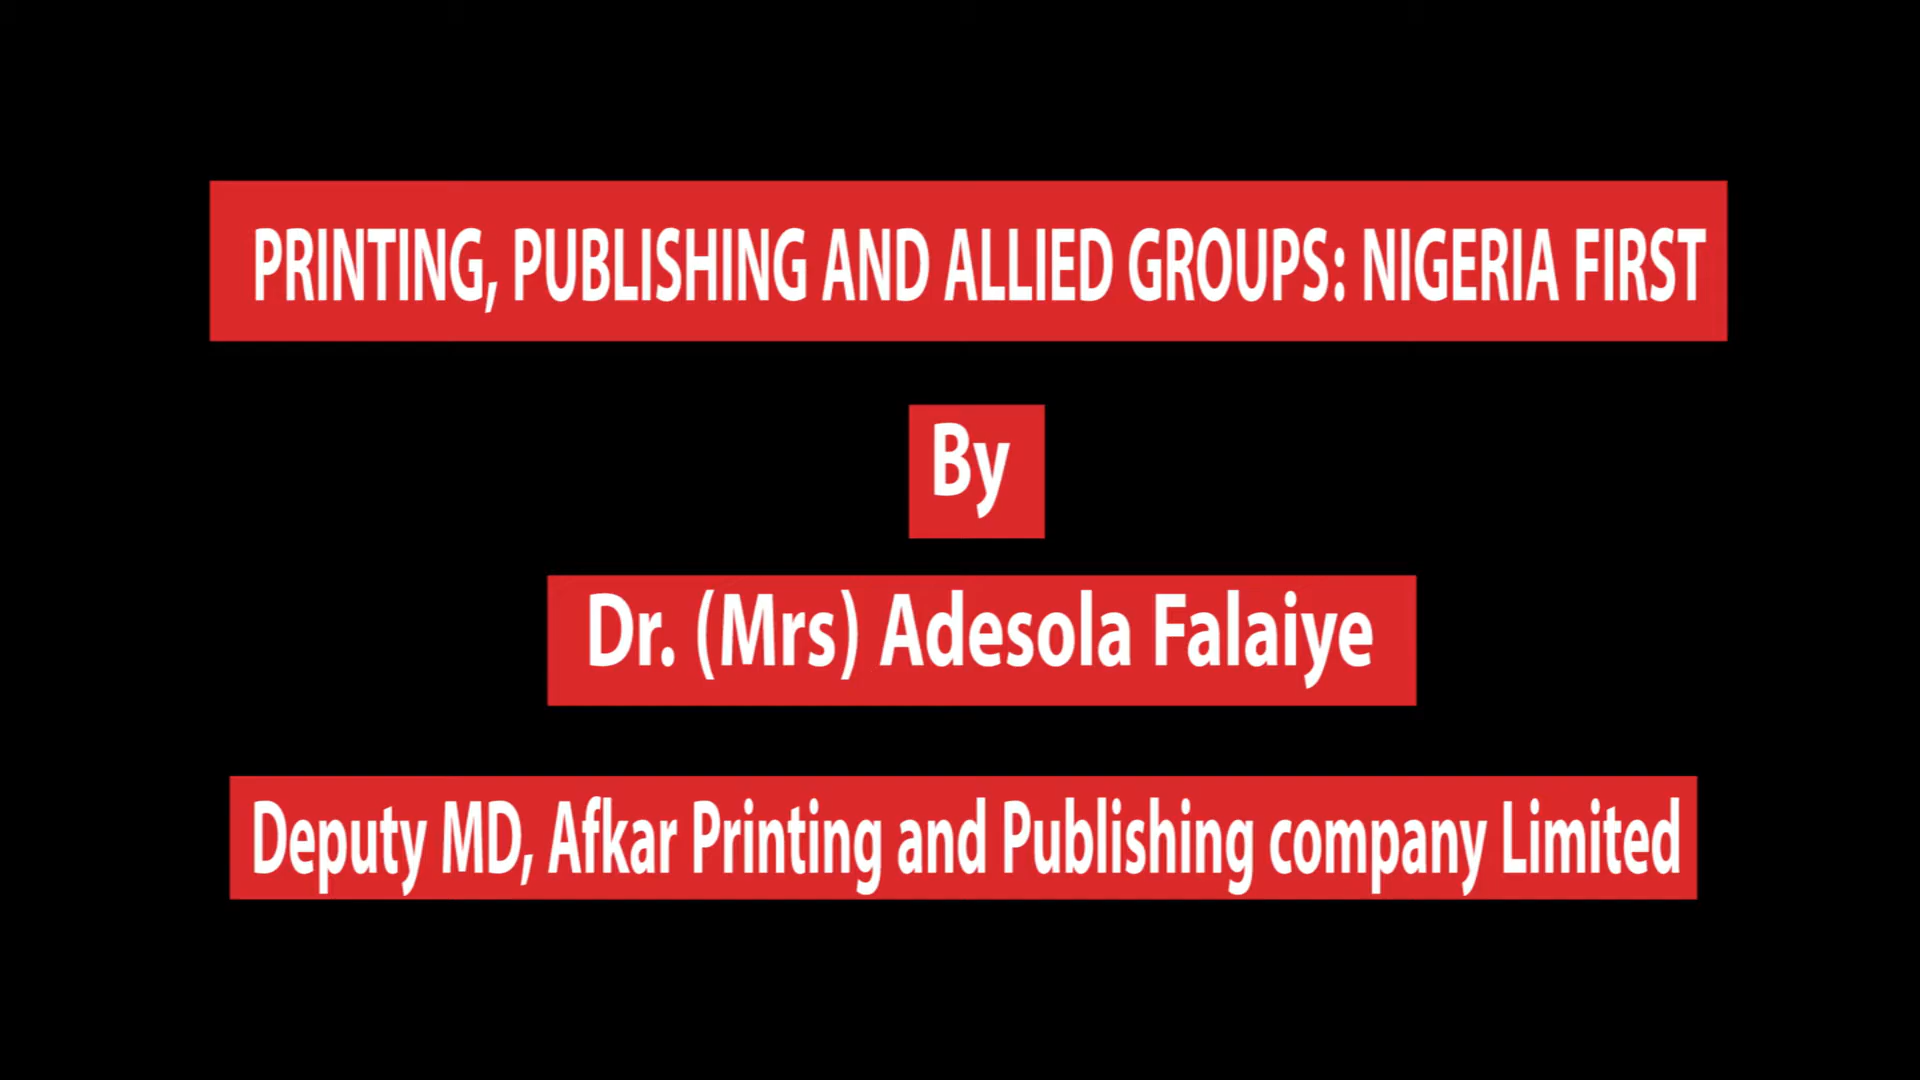 PRINTING, PUBLISHING AND ALLIED GROUPS: NIGERIA FIRST
By
Dr. (Mrs) Adesola Falaiye
Deputy MD, Afkar Printing and Publishing company Limited